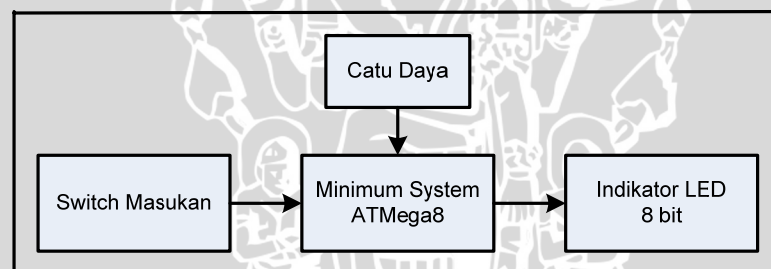 Catu Daya
Switch Masukan
Minimum System
ATMega8
Indikator LED
8 bit